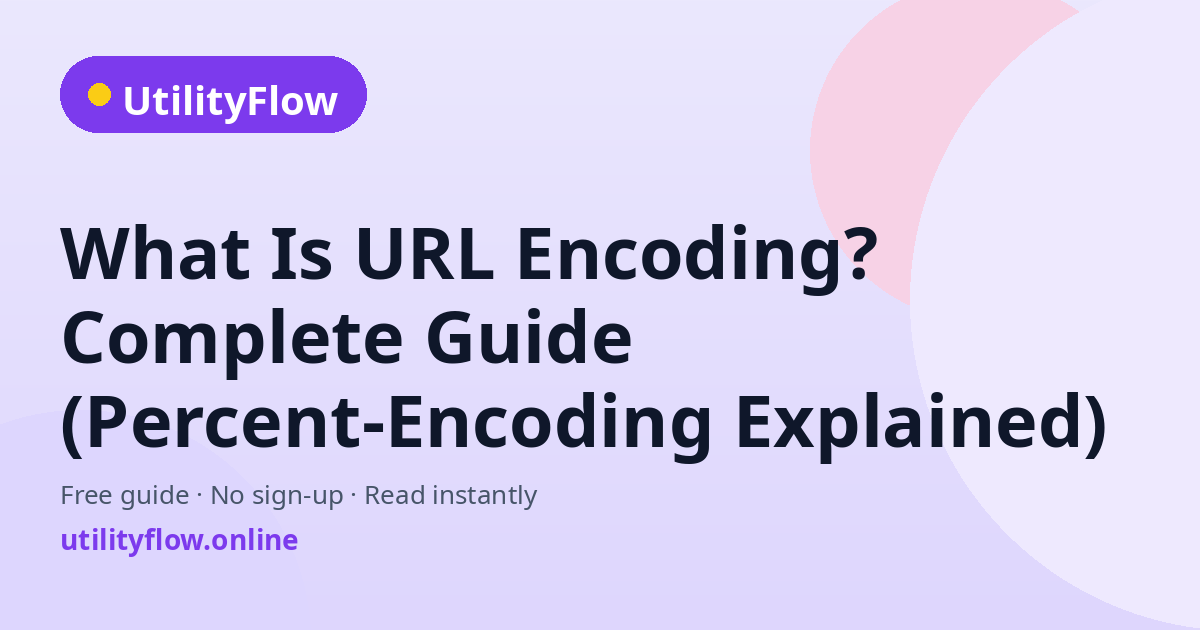 UtilityFlow
What Is URL Encoding?
Complete Guide
(Percent-Encoding Explained)
Free guide · No sign-up · Read instantly
utilityflow.online